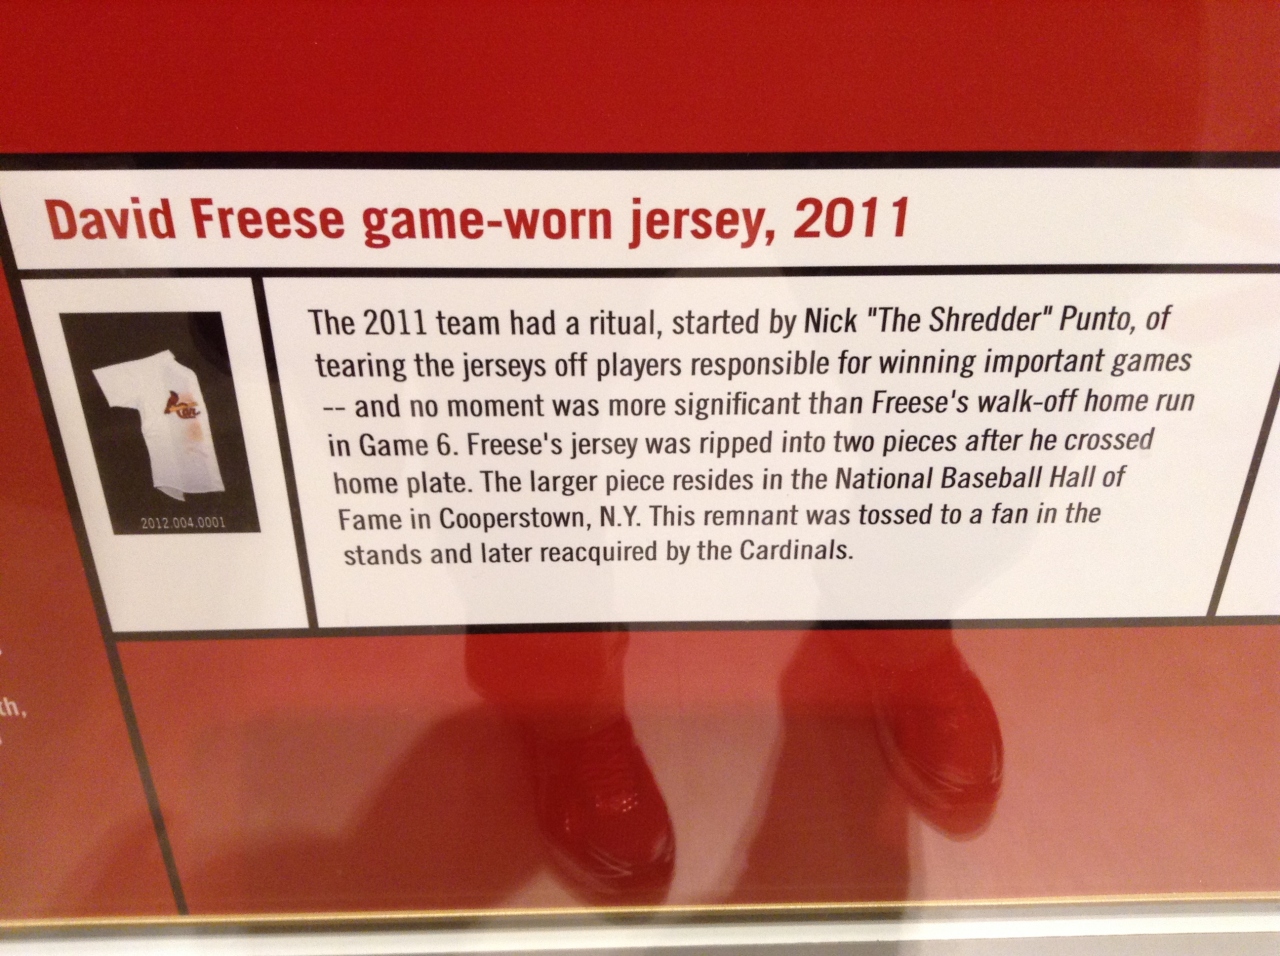 David Freese game-worn jersey, 2011
The 2011 team had a ritual, started by Nick "The Shredder" Punto, of
tearing the jerseys off players responsible for winning important games
-- and no moment was more significant than Freese's walk-off home run
in Game 6. Freese's jersey was ripped into two pieces after he crossed
home plate. The larger piece resides in the National Baseball Hall of
Fame in Cooperstown, N.Y. This remnant was tossed to a fan in the
stands and later reacquired by the Cardinals.
2012.004.0001